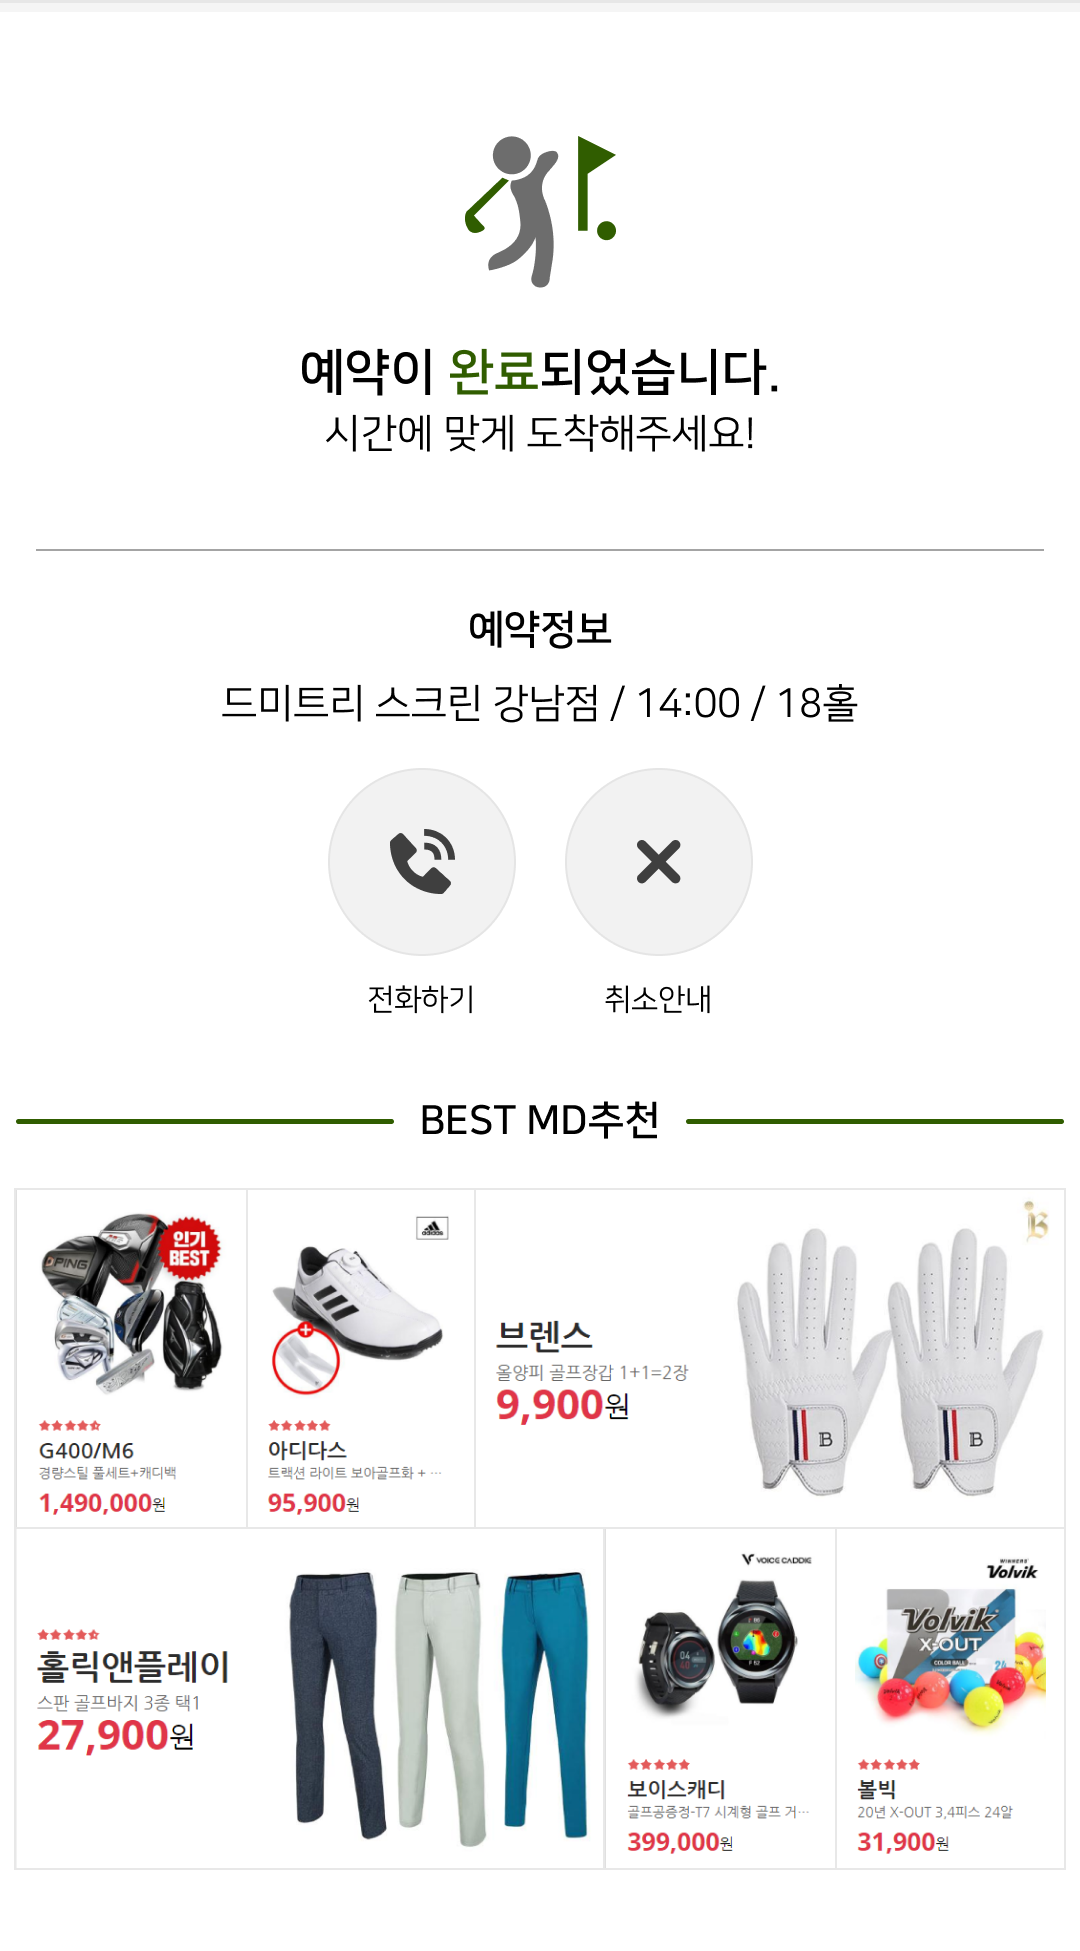 예약이 완료되었습니다.
시간에 맞게 도착해주세요!
예약정보
드미트리 스크린 강남점 / 14:00 / 18홀
전화하기
취소안내
BEST MD추천
PING
인기
BEST
G400/M6
경량스틸 풀세트+캐디백
1,490,000원
adidas
아디다스
트랙션 라이트 보아골프화 + ···
95,900원
B
브렌스
올양피 골프장갑 1+1=2장
9,900원
B
B
홀릭앤플레이
스판 골프바지 3종 택1
27,900원
VOICE CADDIE
04
보이스캐디
골프공증정-T7 시계형 골프 거···
399,000원
WINNERS'
Volvik
Volvik
X-OUT
COLOR BALL
24
볼빅
20년 X-OUT 3,4피스 24알
31,900원